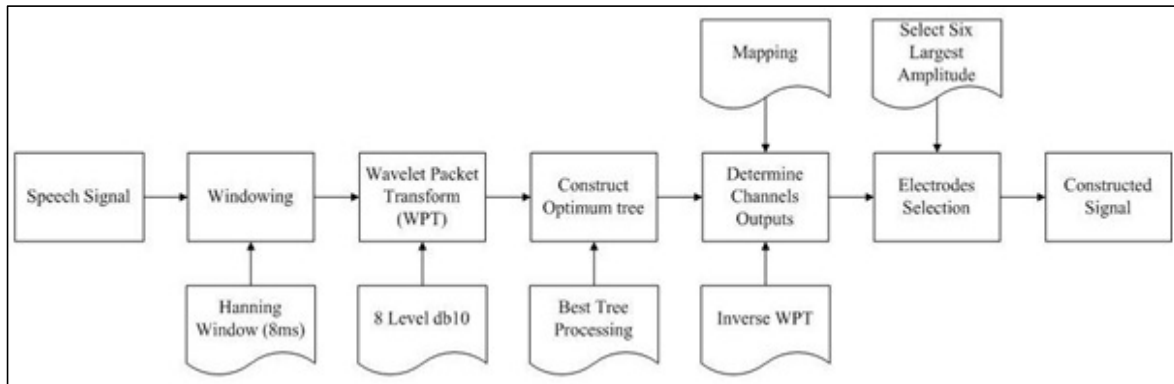 Mapping
Select Six
Largest
Amplitude
Speech Signal
Windowing
Wavelet Packet
Transform
(WPT)
Construct
Optimum tree
Determine
Channels
Outputs
Electrodes
Selection
Constructed
Signal
Hanning
Window (8ms)
8 Level db10
Best Tree
Processing
Inverse WPT